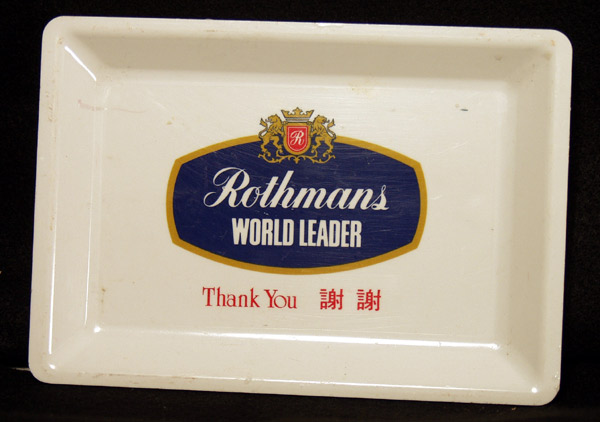 R
Rothmans
WORLD LEADER
Thank You 謝 謝